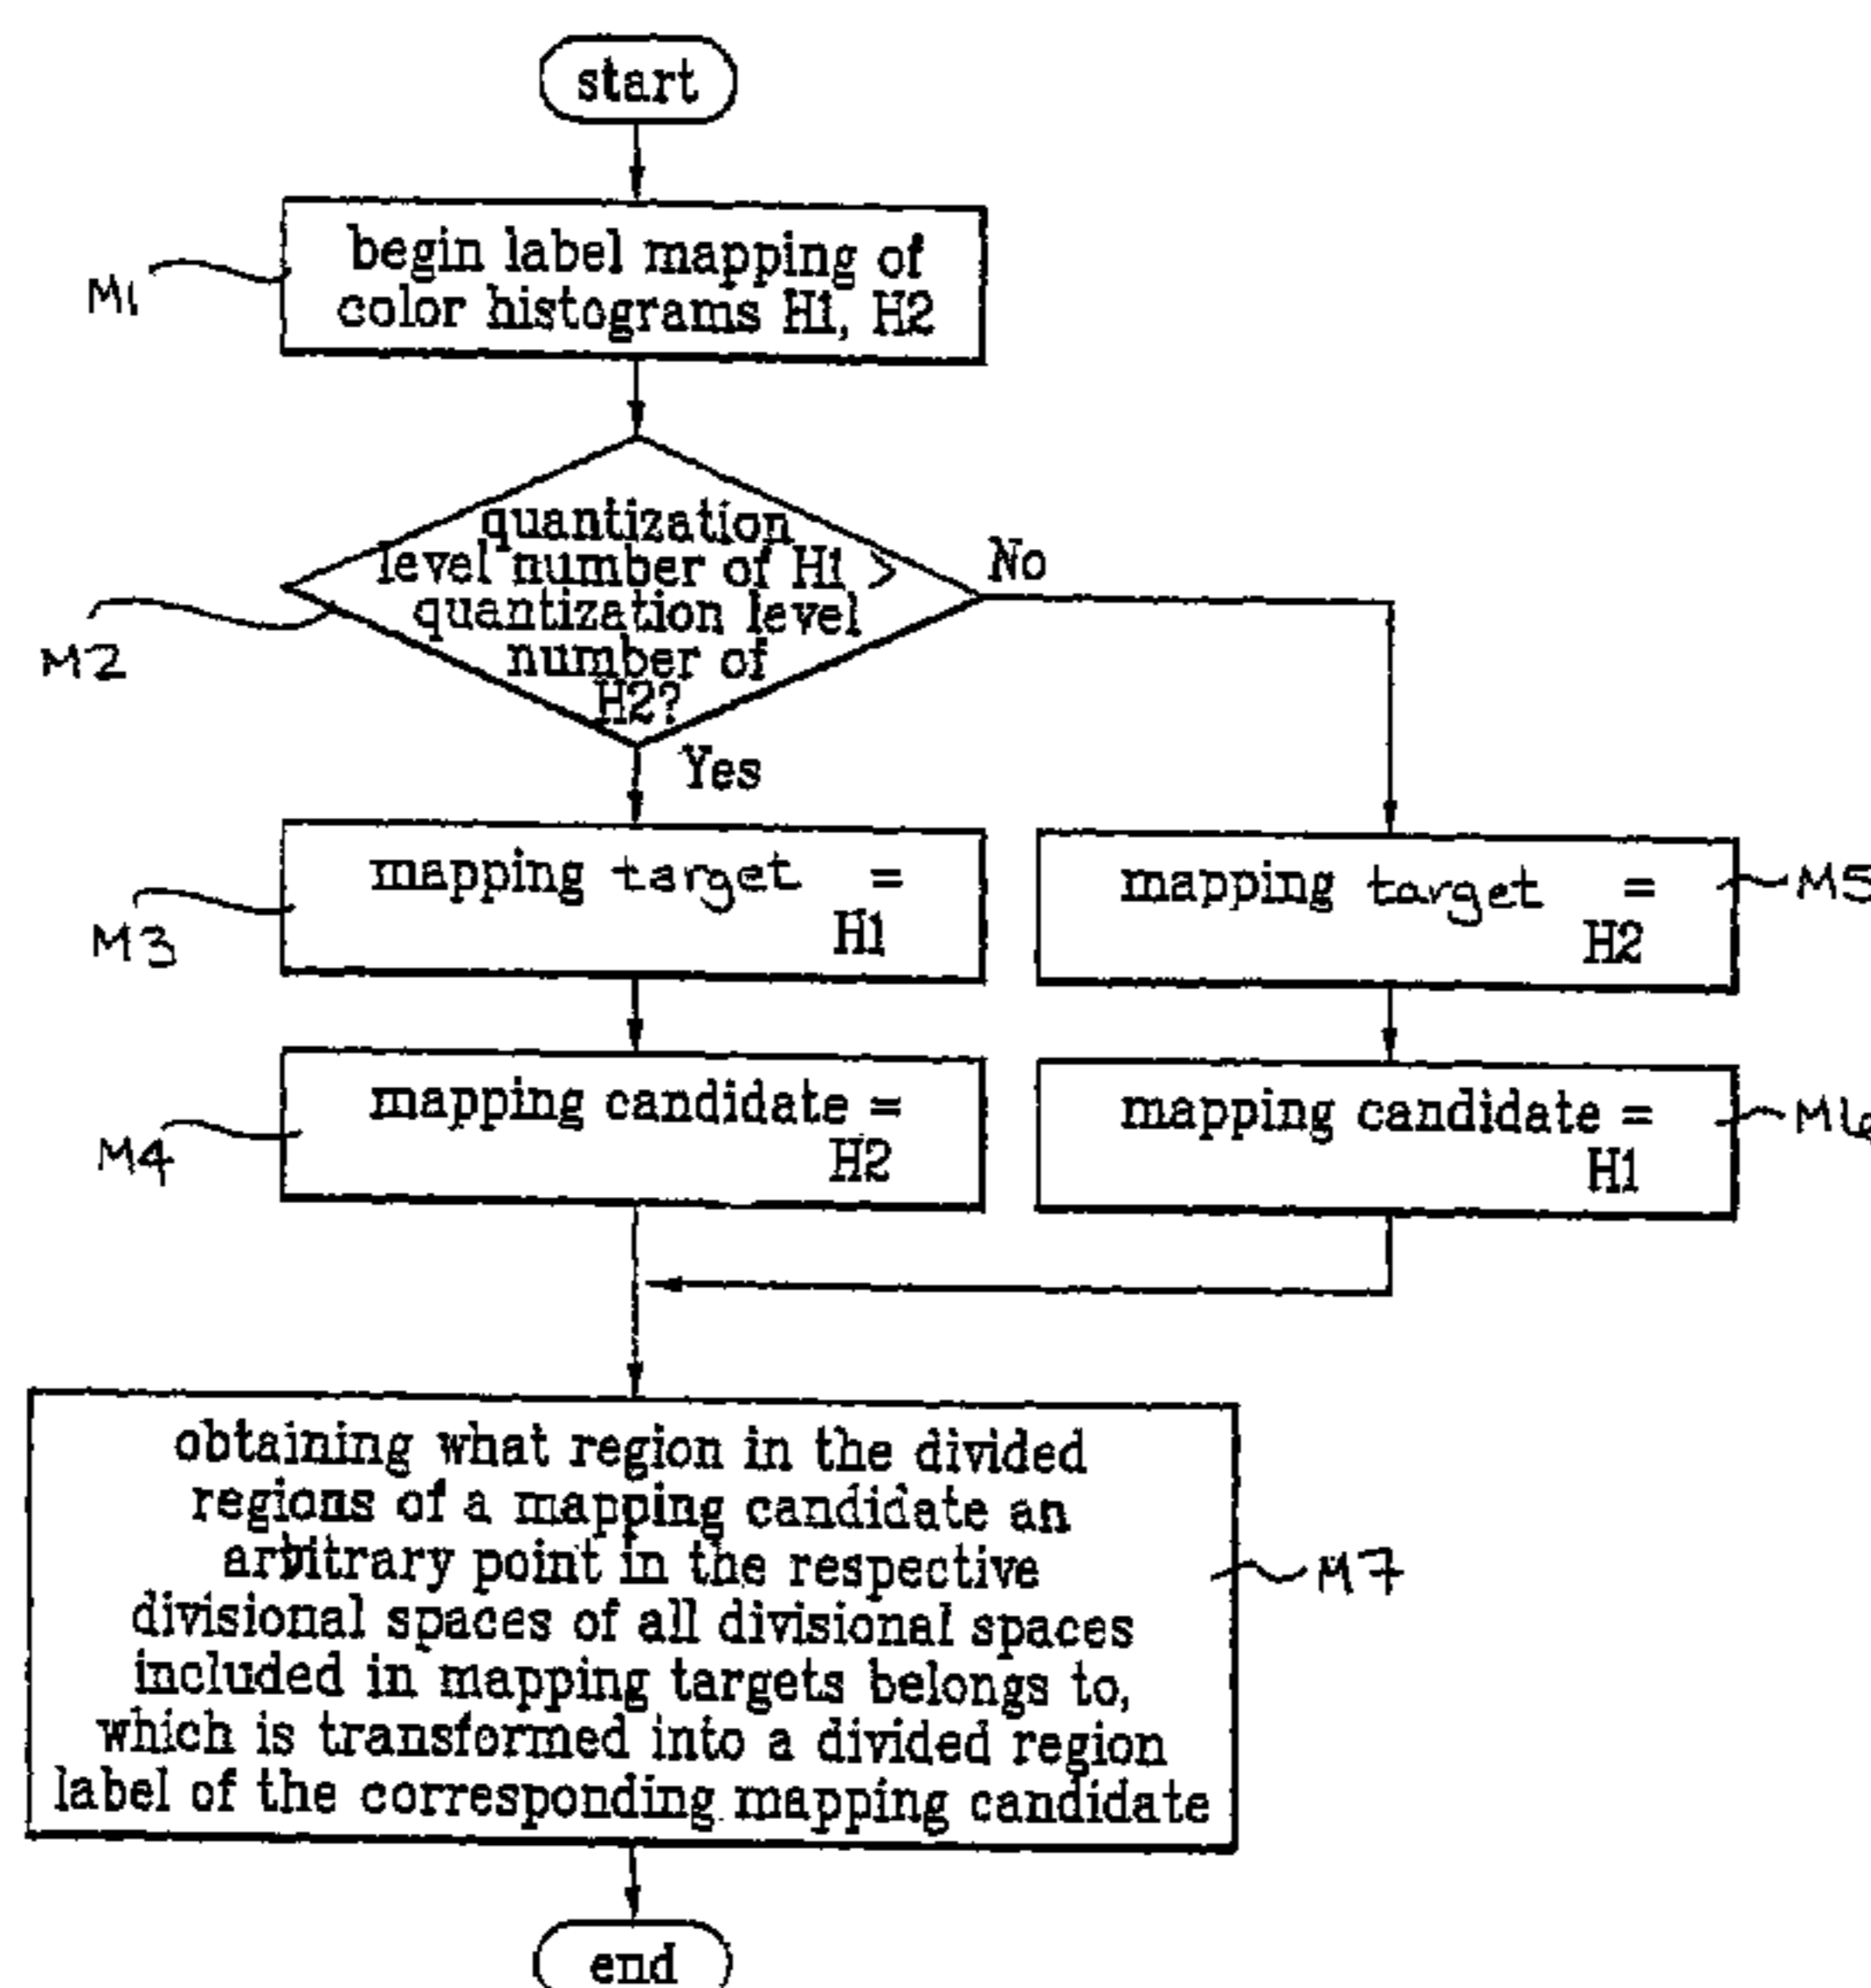 start
begin label mapping of
color histograms H1, H2
M1
quantization
level number of H1 >
quantization level
number of
H2?
M2
No
Yes
mapping target =
H1
M3
mapping target =
H2
M5
mapping candidate =
H2
M4
mapping candidate =
H1
M6
obtaining what region in the divided
regions of a mapping candidate an
arbitrary point in the respective
divisional spaces of all divisional spaces
included in mapping targets belongs to,
which is transformed into a divided region
label of the corresponding mapping candidate
M7
end